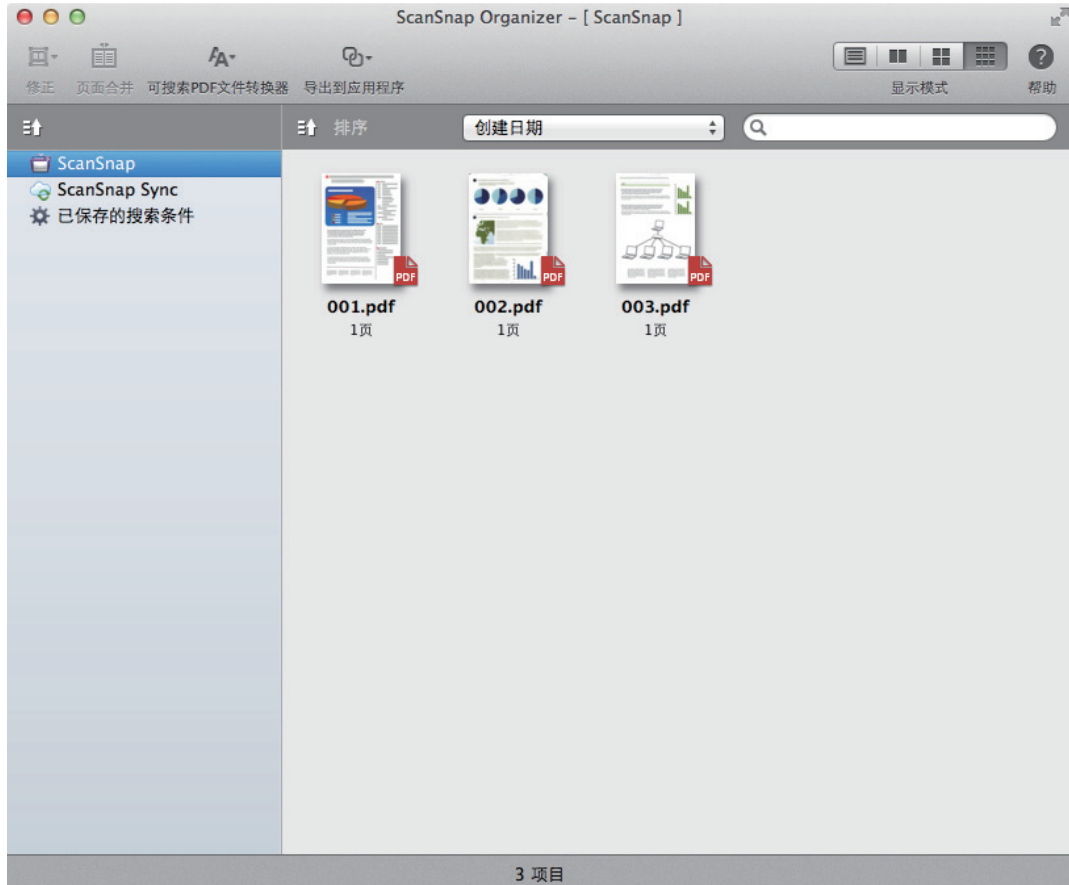 ScanSnap Organizer – [ ScanSnap ]
修正 页面合并 可搜索PDF文件转换器 导出到应用程序 显示模式 帮助
排序 创建日期
ScanSnap
ScanSnap Sync
已保存的搜索条件
PDF PDF PDF
001.pdf 002.pdf 003.pdf
1页 1页 1页
3 项目